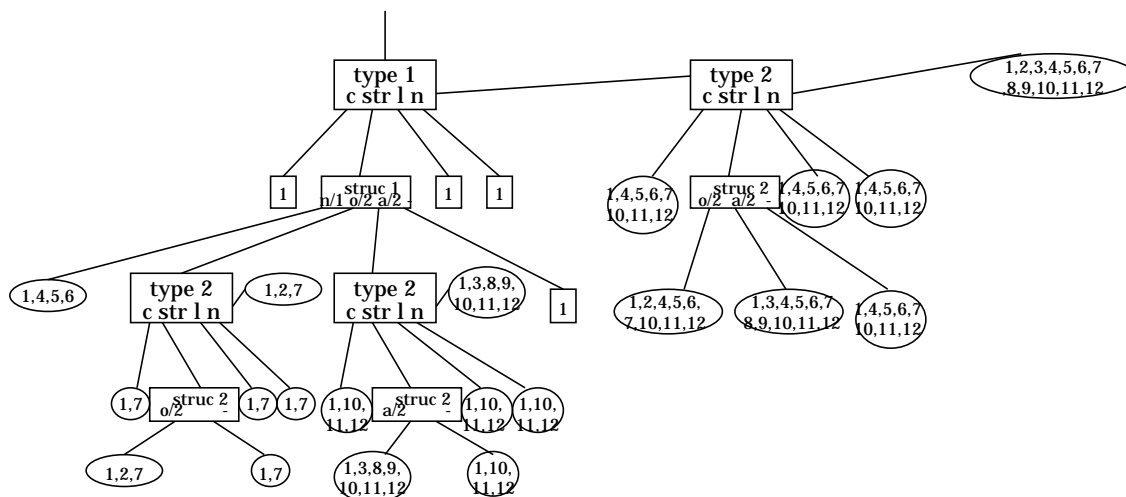 type 1
c str l n
type 2
c str l n
1,2,3,4,5,6,7
,8,9,10,11,12
1
struc 1
n/1 o/2 a/2 -
1
1
1,4,5,6,7
10,11,12
struc 2
o/2 a/2 -
1,4,5,6,7
10,11,12
1,4,5,6,7
10,11,12
1,4,5,6
type 2
c str l n
1,2,7
type 2
c str l n
1,3,8,9,
10,11,12
1
1,2,4,5,6,
7,10,11,12
1,3,4,5,6,7
8,9,10,11,12
1,4,5,6,7
10,11,12
1,7
struc 2
o/2 -
1,7
1,7
1,10,
11,12
struc 2
a/2 -
1,10,
11,12
1,10,
11,12
1,2,7
1,7
1,3,8,9,
10,11,12
1,10,
11,12